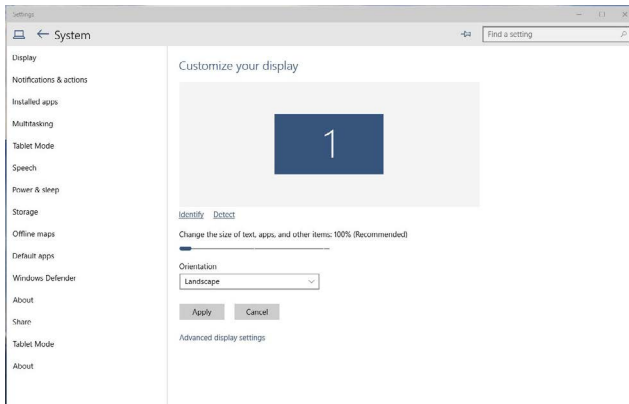 Settings
System
Find a setting
Display
Notifications & actions
Installed apps
Multitasking
Tablet Mode
Speech
Power & sleep
Storage
Offline maps
Default apps
Windows Defender
About
Share
Tablet Mode
About
Customize your display
1
Identify Detect
Change the size of text, apps, and other items: 100% (Recommended)
Orientation
Landscape
Apply Cancel
Advanced display settings